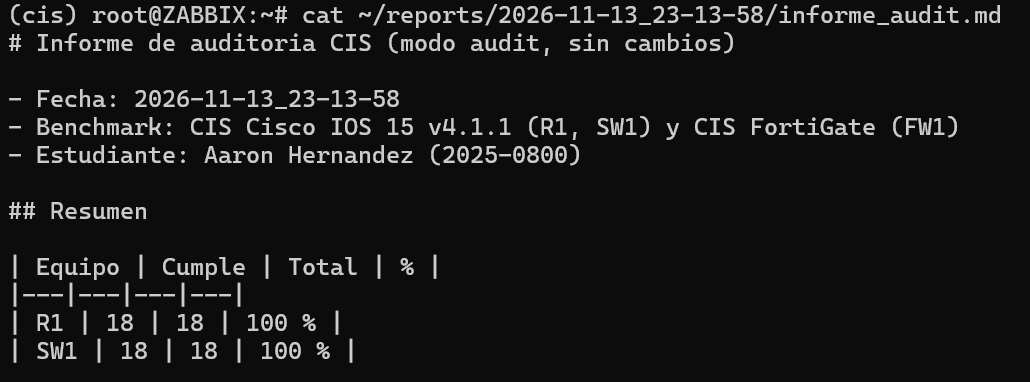 (cis) root@ZABBIX:~# cat ~/reports/2026-11-13_23-13-58/informe_audit.md
# Informe de auditoria CIS (modo audit, sin cambios)
- Fecha: 2026-11-13_23-13-58
- Benchmark: CIS Cisco IOS 15 v4.1.1 (R1, SW1) y CIS FortiGate (FW1)
- Estudiante: Aaron Hernandez (2025-0800)
## Resumen
| Equipo | Cumple | Total | % |
|---|---|---|---|
| R1 | 18 | 18 | 100 % |
| SW1 | 18 | 18 | 100 % |